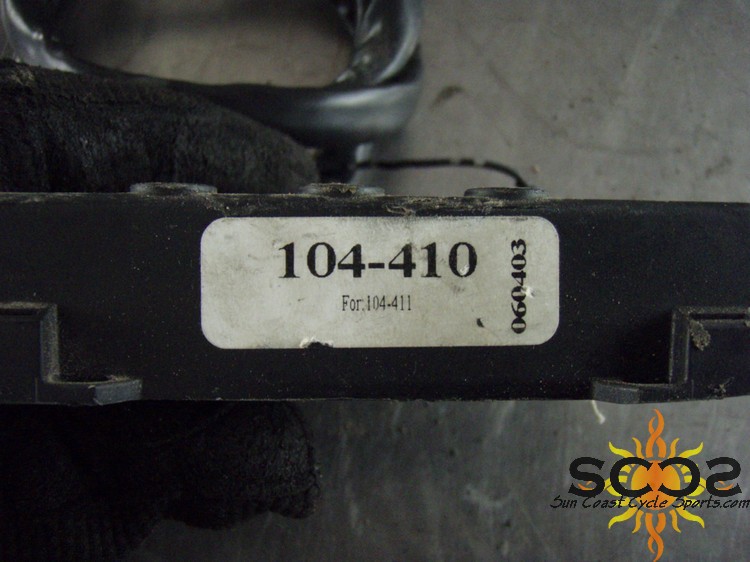 104-410
For 104-411
060403
SCCS
Sun Coast Cycle Sports.com